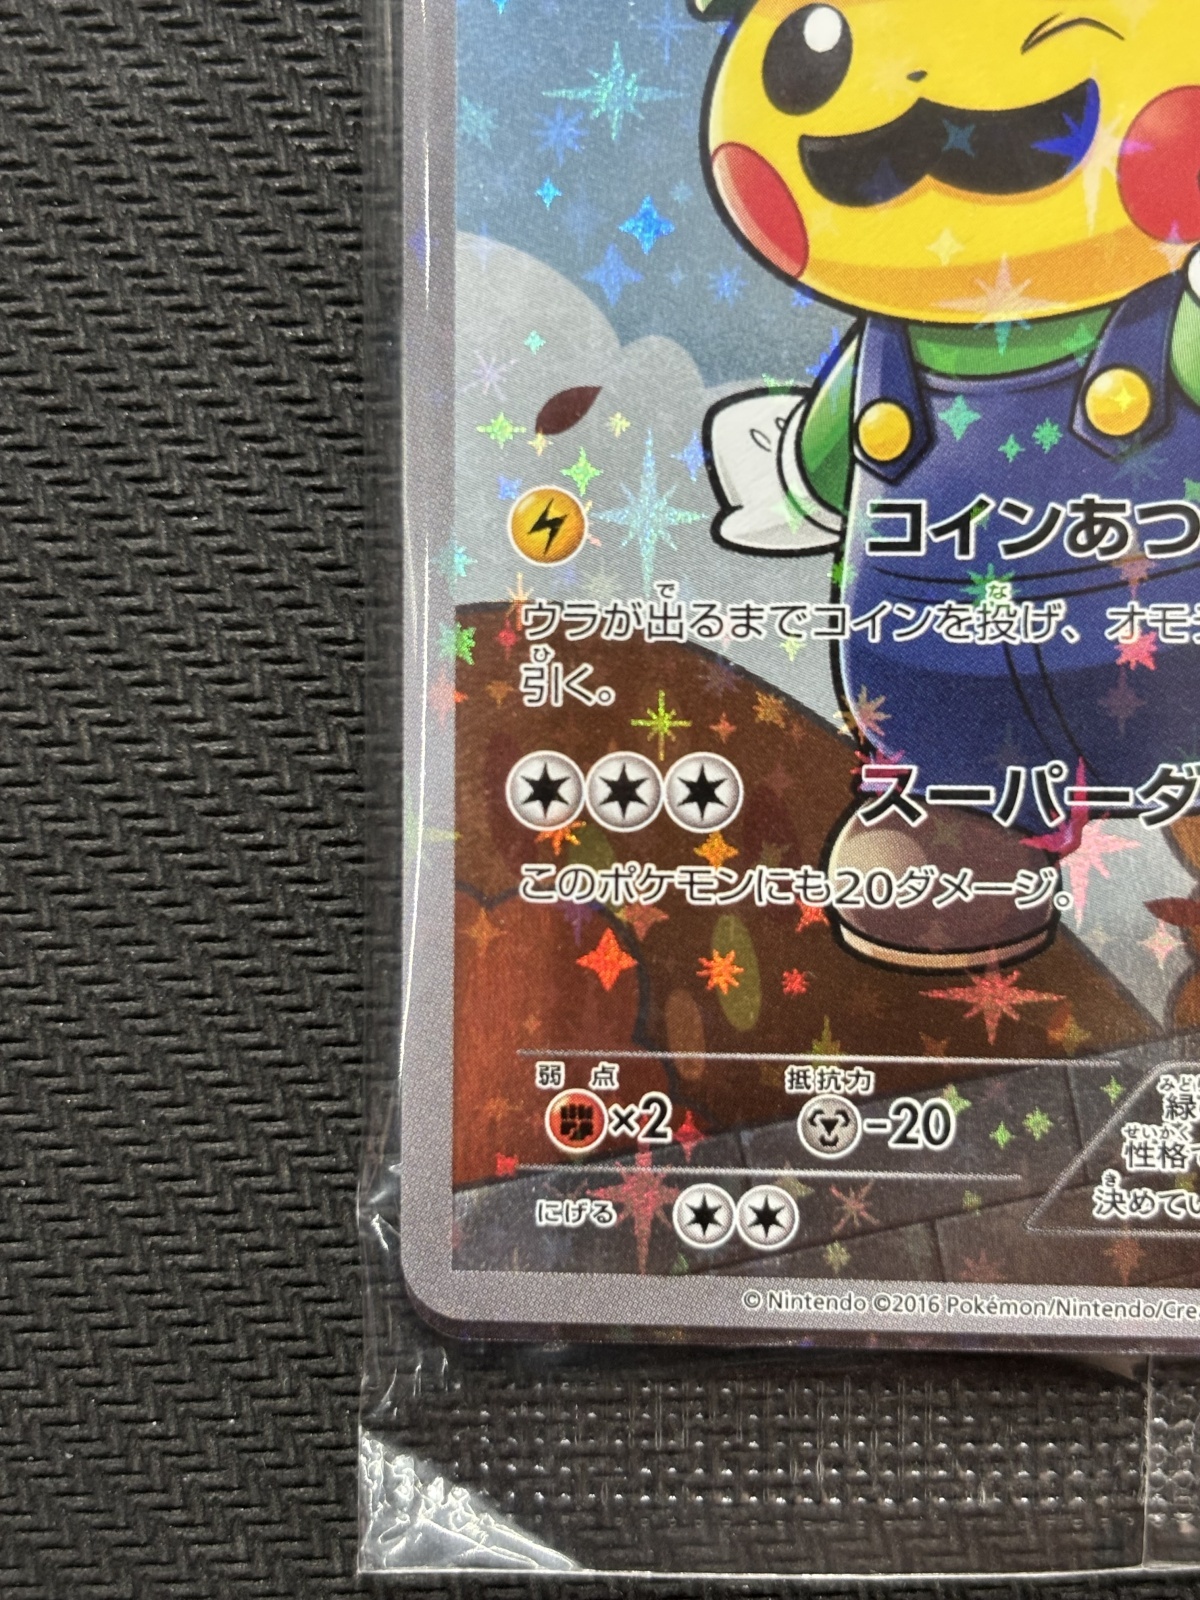 コインあつ
ウラが出るまでコインを投げ、オモ
引く。
スーパーダ
このポケモンにも20ダメージ。
弱点 抵抗力
×2 -20
緑
性格で
にげる
決めてい
© Nintendo ©2016 Pokémon/Nintendo/Cre